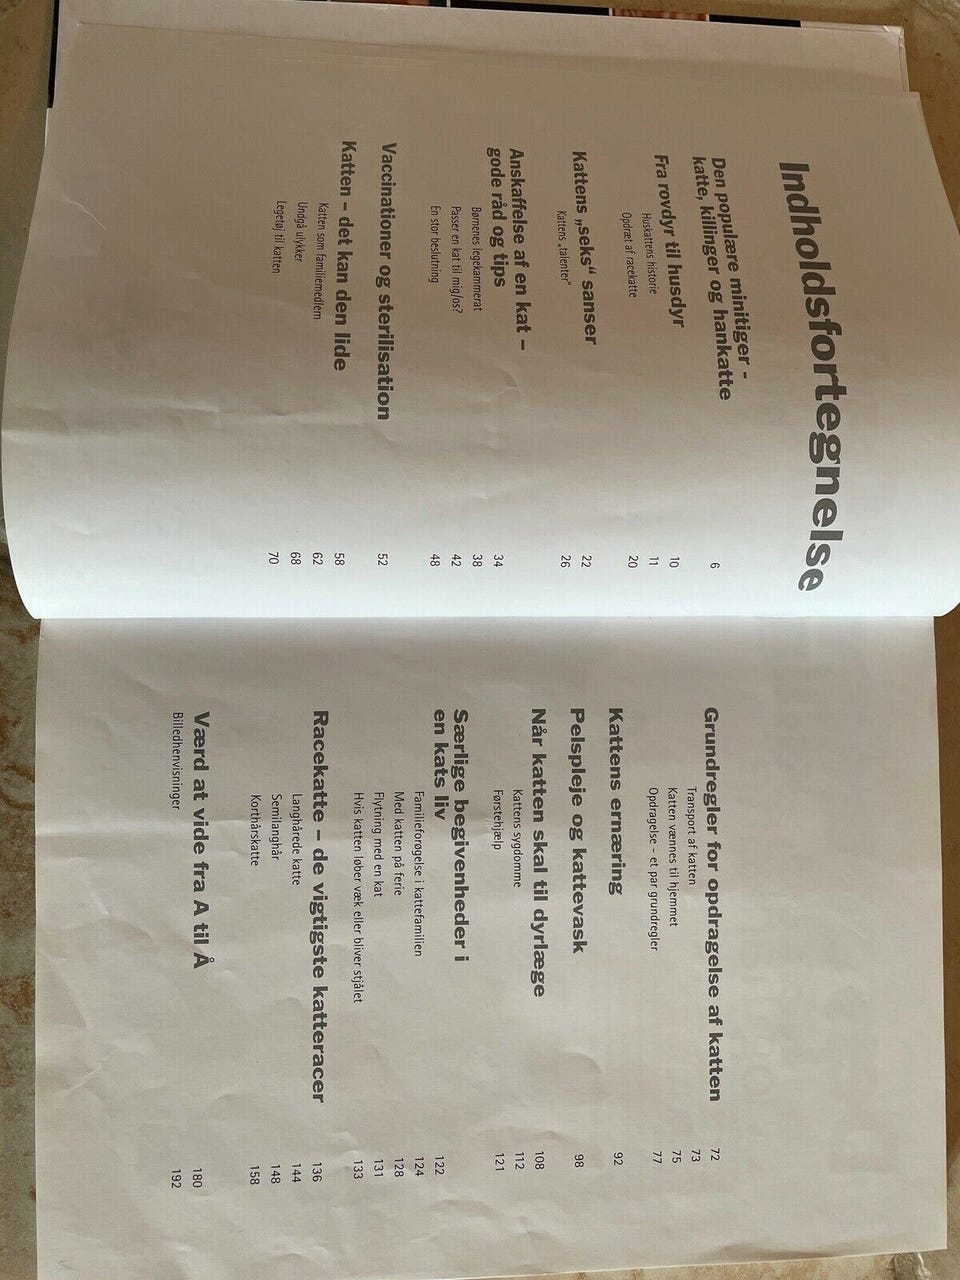 Indholdsfortegnelse
Den populære minitiger -
katte, killinger og hankatte 6
Fra rovdyr til husdyr 10
Huskattens historie 11
Opdræt af racekatte 20
Kattens „seks“ sanser 22
Kattens „talenter“ 26
Anskaffelse af en kat –
gode råd og tips 34
Børnenes legekammerat 38
Passer en kat til mig/os? 42
En stor beslutning 48
Vaccinationer og sterilisation 52
Katten – det kan den lide 58
Katten som familiemedlem 62
Undgå ulykker 68
Legetøj til katten 70
Grundregler for opdragelse af katten 72
Transport af katten 73
Katten vænnes til hjemmet 75
Opdragelse – et par grundregler 77
Kattens ernæring 92
Pelspleje og kattevask 98
Når katten skal til dyrlæge 108
Kattens sygdomme 112
Førstehjælp 121
Særlige begivenheder i
en kats liv 122
Familieforøgelse i kattefamilien 124
Med katten på ferie 128
Flytning med en kat 131
Hvis katten løber væk eller bliver stjålet 133
Racekatte – de vigtigste katteracer 136
Langhårede katte 144
Semilanghår 148
Korthårskatte 158
Værd at vide fra A til Å 180
Billedhenvisninger 192